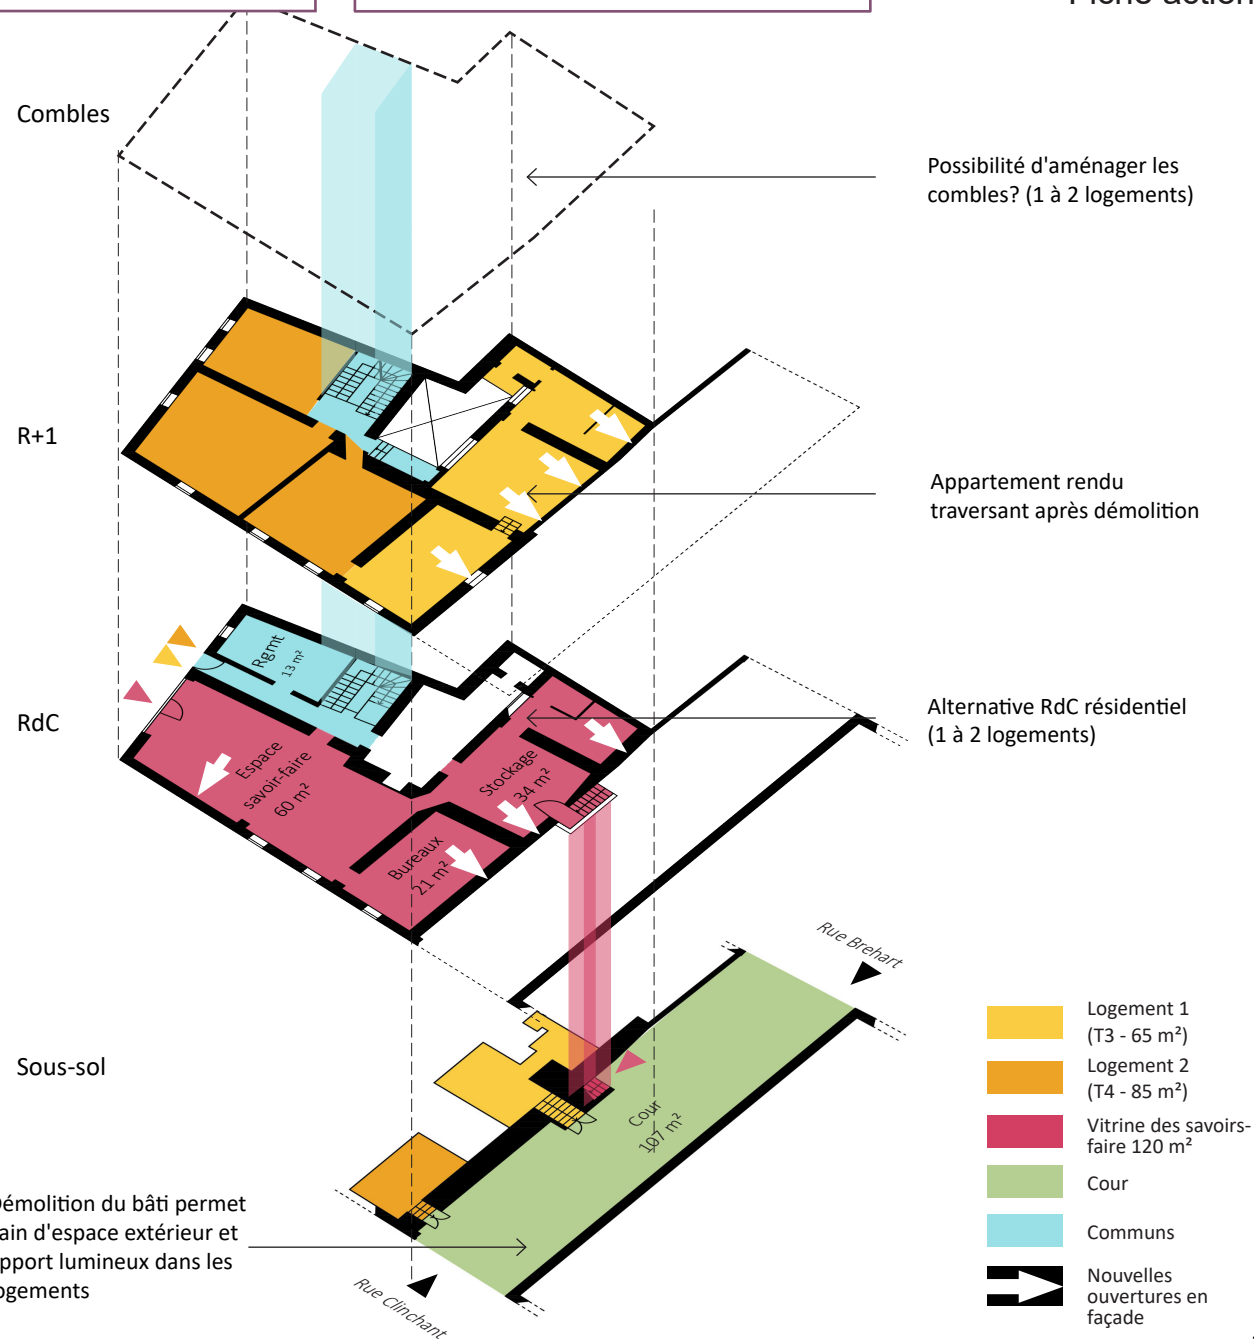 Combles
Possibilité d'aménager les
combles? (1 à 2 logements)
R+1
Appartement rendu
traversant après démolition
Rgmt
13 m²
RdC
Espace
savoir-faire
60 m²
Stockage
34 m²
Bureaux
21 m²
Alternative RdC résidentiel
(1 à 2 logements)
Rue Brehart
Sous-sol
Cour
107 m²
Logement 1
(T3 - 65 m²)
Logement 2
(T4 - 85 m²)
Vitrine des savoirs-
faire 120 m²
Cour
Communs
Nouvelles
ouvertures en
façade
émolition du bâti permet
ain d'espace extérieur et
pport lumineux dans les
ogements
Rue Clinchant